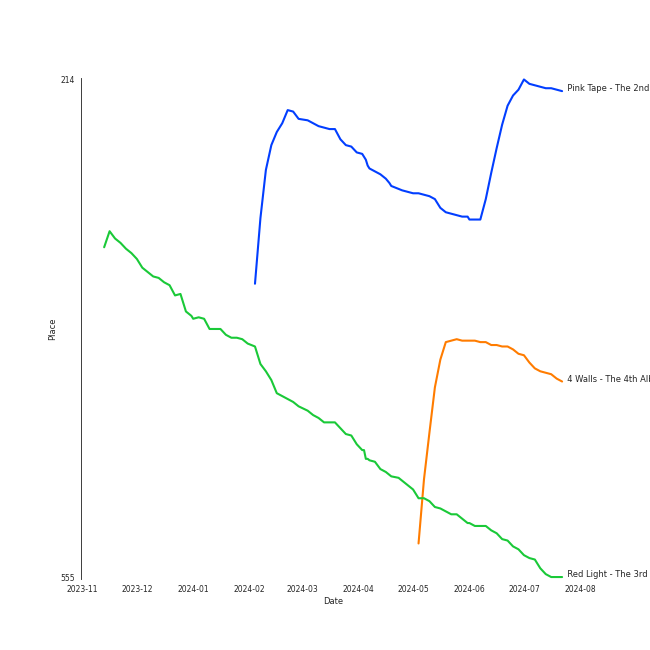 214
Pink Tape - The 2nd
Place
4 Walls - The 4th Al
Red Light - The 3rd
555
2023-11
2023-12
2024-01
2024-02
2024-03
2024-04
2024-05
2024-06
2024-07
2024-08
Date